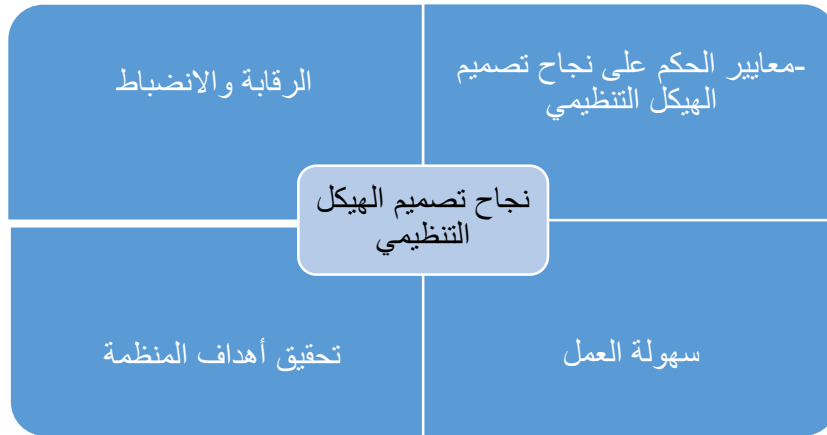 -معايير الحكم على نجاح تصميم
الهيكل التنظيمي
الرقابة والانضباط
نجاح تصميم الهيكل
التنظيمي
سهولة العمل
تحقيق أهداف المنظمة